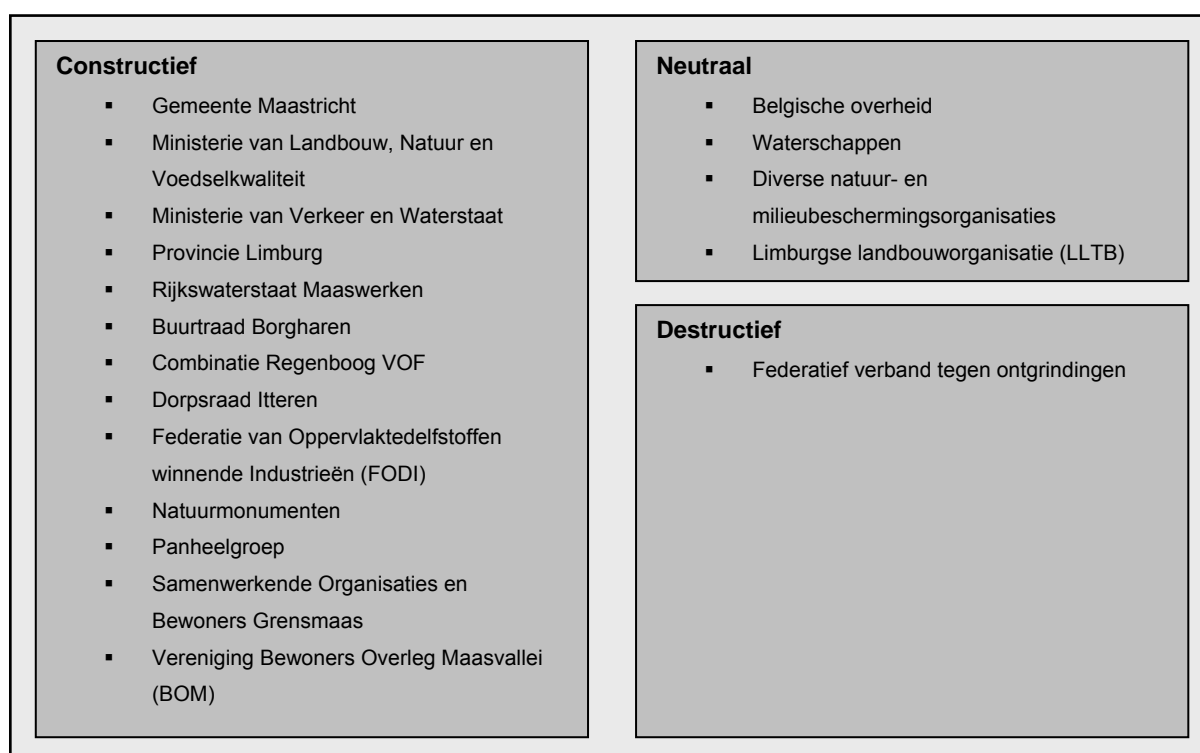 Constructief
▪ Gemeente Maastricht
▪ Ministerie van Landbouw, Natuur en
Voedselkwaliteit
▪ Ministerie van Verkeer en Waterstaat
▪ Provincie Limburg
▪ Rijkswaterstaat Maaswerken
▪ Buurtraad Borgharen
▪ Combinatie Regenboog VOF
▪ Dorpsraad Itteren
▪ Federatie van Oppervlaktedelfstoffen
winnende Industrieën (FODI)
▪ Natuurmonumenten
▪ Panheelgroep
▪ Samenwerkende Organisaties en
Bewoners Grensmaas
▪ Vereniging Bewoners Overleg Maasvallei
(BOM)
Neutraal
▪ Belgische overheid
▪ Waterschappen
▪ Diverse natuur- en
milieubeschermingsorganisaties
▪ Limburgse landbouworganisatie (LLTB)
Destructief
▪ Federatief verband tegen ontgrindingen